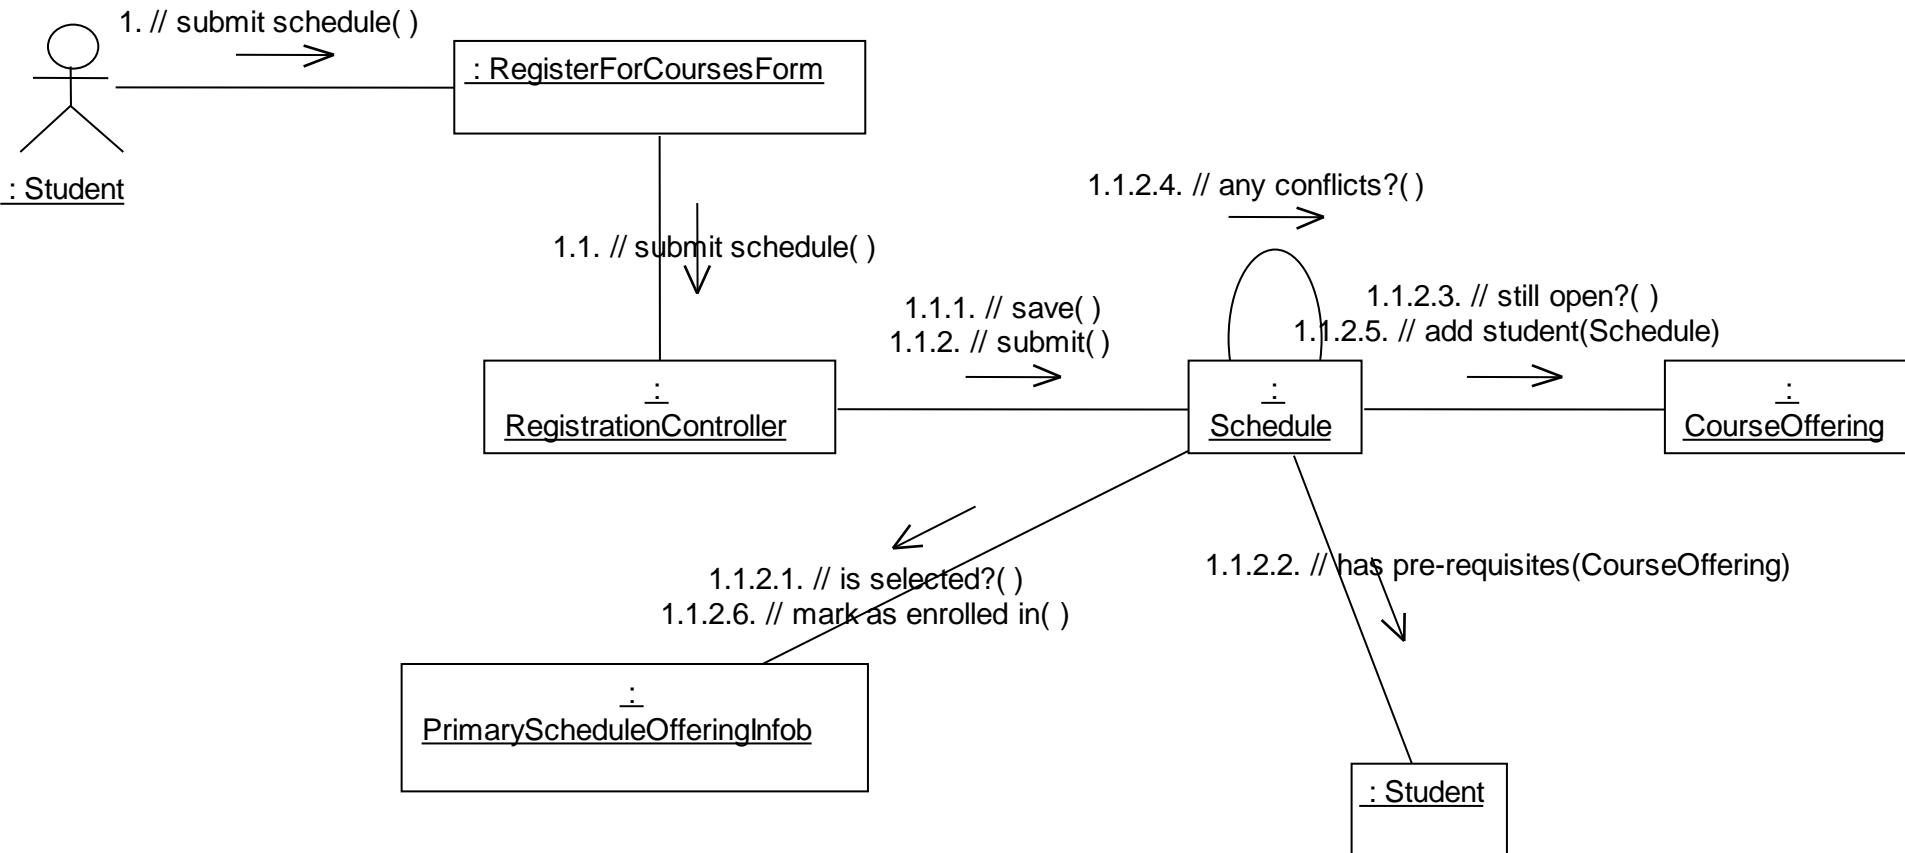 1. // submit schedule( )
: RegisterForCoursesForm
: Student
1.1.2.4. // any conflicts?( )
1.1. // submit schedule( )
1.1.1. // save( )
1.1.2. // submit( )
1.1.2.3. // still open?( )
1.1.2.5. // add student(Schedule)
:
RegistrationController
:
Schedule
:
CourseOffering
1.1.2.1. // is selected?( )
1.1.2.6. // mark as enrolled in( )
1.1.2.2. // has pre-requisites(CourseOffering)
:
PrimaryScheduleOfferingInfob
: Student